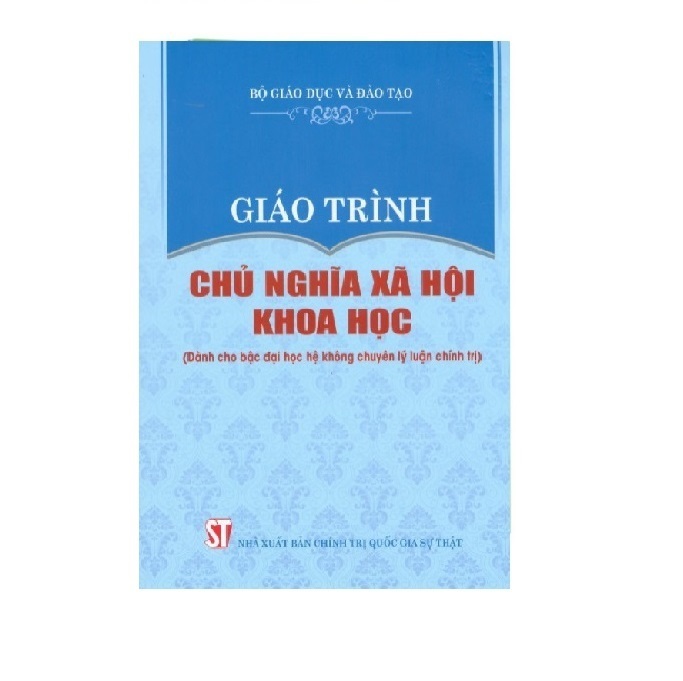 BỘ GIÁO DỤC VÀ ĐÀO TẠO
GIÁO TRÌNH
CHỦ NGHĨA XÃ HỘI
KHOA HỌC
(Dành cho bậc đại học hệ không chuyên lý luận chính trị)
ST NHÀ XUẤT BẢN CHÍNH TRỊ QUỐC GIA SỰ THẬT